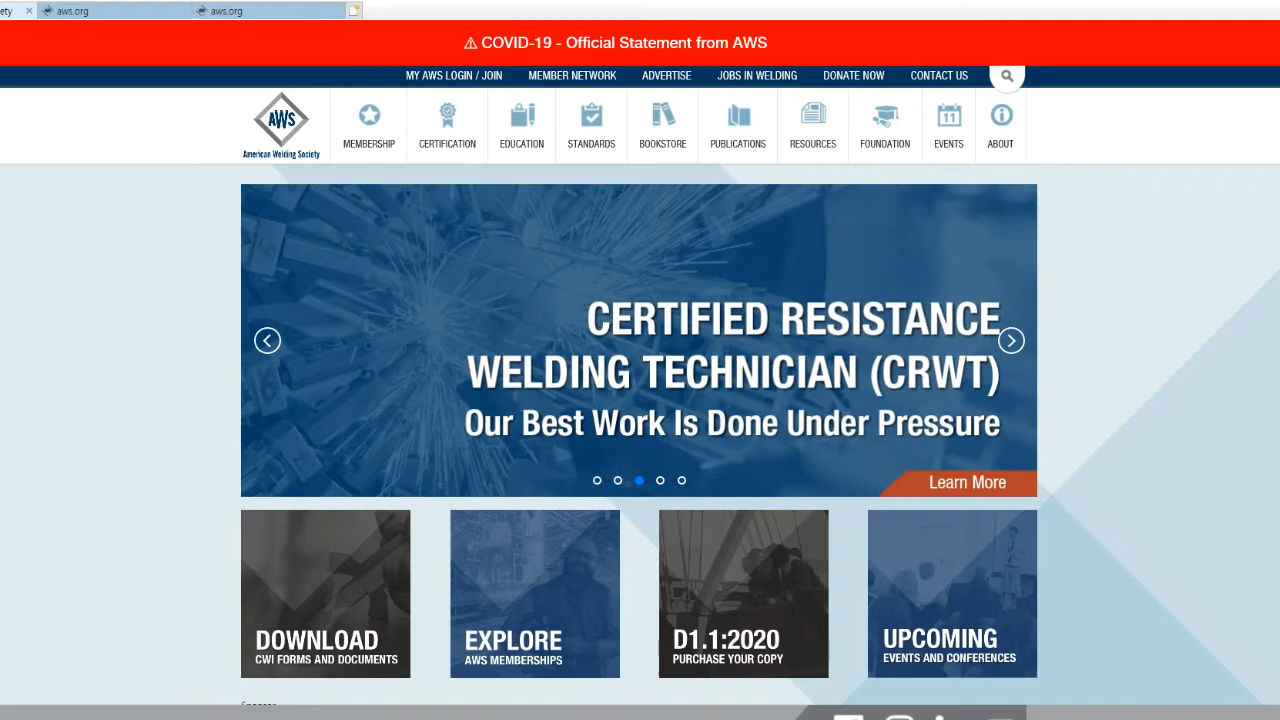 ety
aws.org
aws.org
⚠ COVID-19 - Official Statement from AWS
MY AWS LOGIN / JOIN
MEMBER NETWORK
ADVERTISE
JOBS IN WELDING
DONATE NOW
CONTACT US
AWS
American Welding Society
MEMBERSHIP
CERTIFICATION
EDUCATION
STANDARDS
BOOKSTORE
PUBLICATIONS
RESOURCES
FOUNDATION
11
EVENTS
ABOUT
CERTIFIED RESISTANCE
WELDING TECHNICIAN (CRWT)
Our Best Work Is Done Under Pressure
Learn More
DOWNLOAD
CWI FORMS AND DOCUMENTS
EXPLORE
AWS MEMBERSHIPS
D1.1:2020
PURCHASE YOUR COPY
UPCOMING
EVENTS AND CONFERENCES